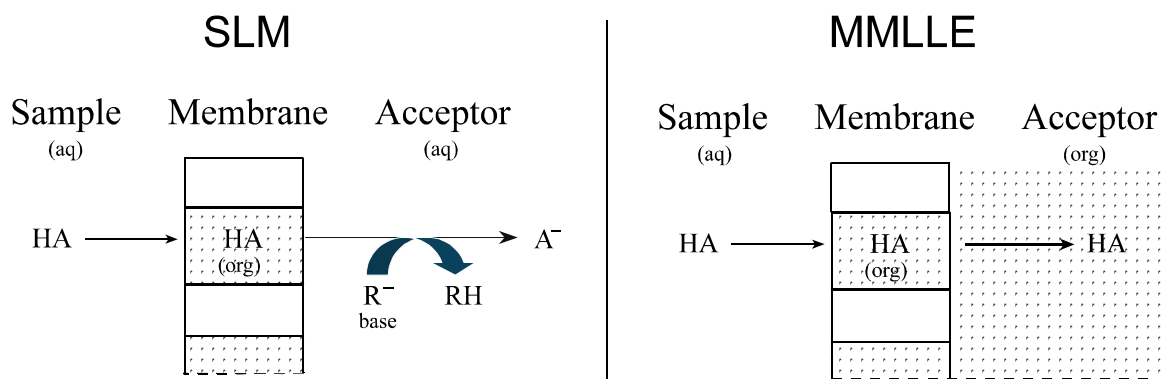 SLM
Sample Membrane Acceptor
(aq) (aq)
HA HA A⁻
(org)
R⁻ RH
base
MMLLE
Sample Membrane Acceptor
(aq) (org)
HA HA HA
(org)